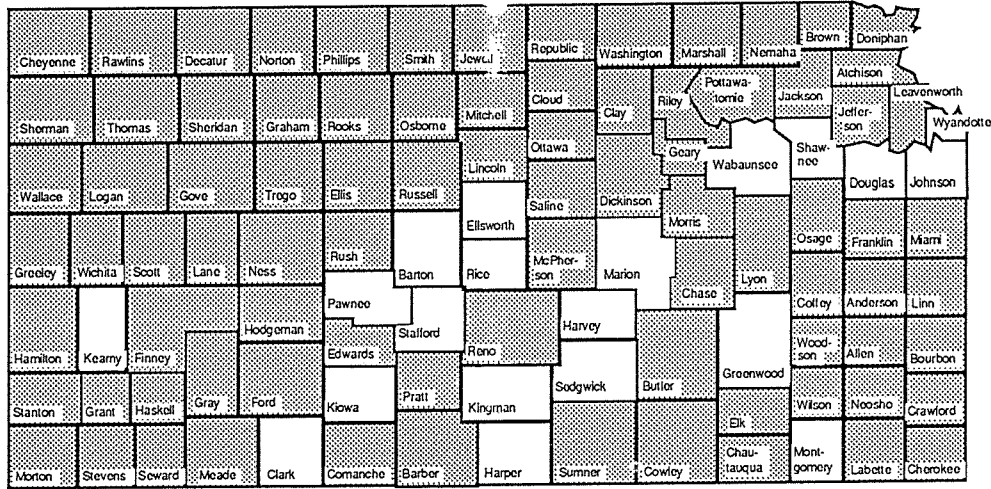 Cheyenne
Rawlins
Decatur
Norton
Phillips
Smith
Jewel
Republic
Washington
Marshall
Nemaha
Brown
Doniphan
Sherman
Thomas
Sheridan
Graham
Rooks
Osborne
Mitchell
Cloud
Clay
Riley
Pottawa-
tomie
Jackson
Atchison
Jeffer-
son
Leavenworth
Wyandotte
Wallace
Logan
Gove
Trego
Ellis
Russell
Lincoln
Ottawa
Saline
Dickinson
Geary
Wabaunsee
Shaw-
nee
Douglas
Johnson
Greeley
Wichita
Scott
Lane
Ness
Rush
Barton
Ellsworth
Rice
McPher-
son
Marion
Morris
Chase
Lyon
Osage
Franklin
Miami
Hamilton
Kearny
Finney
Hodgeman
Pawnee
Stafford
Edwards
Reno
Harvey
Butler
Greenwood
Coffey
Anderson
Linn
Wood-
son
Allen
Bourbon
Stanton
Grant
Haskell
Gray
Ford
Kiowa
Pratt
Kingman
Sedgwick
Elk
Wilson
Neosho
Crawford
Morton
Stevens
Seward
Meade
Clark
Comanche
Barber
Harper
Sumner
Cowley
Chau-
tauqua
Mont-
gomery
Labette
Cherokee